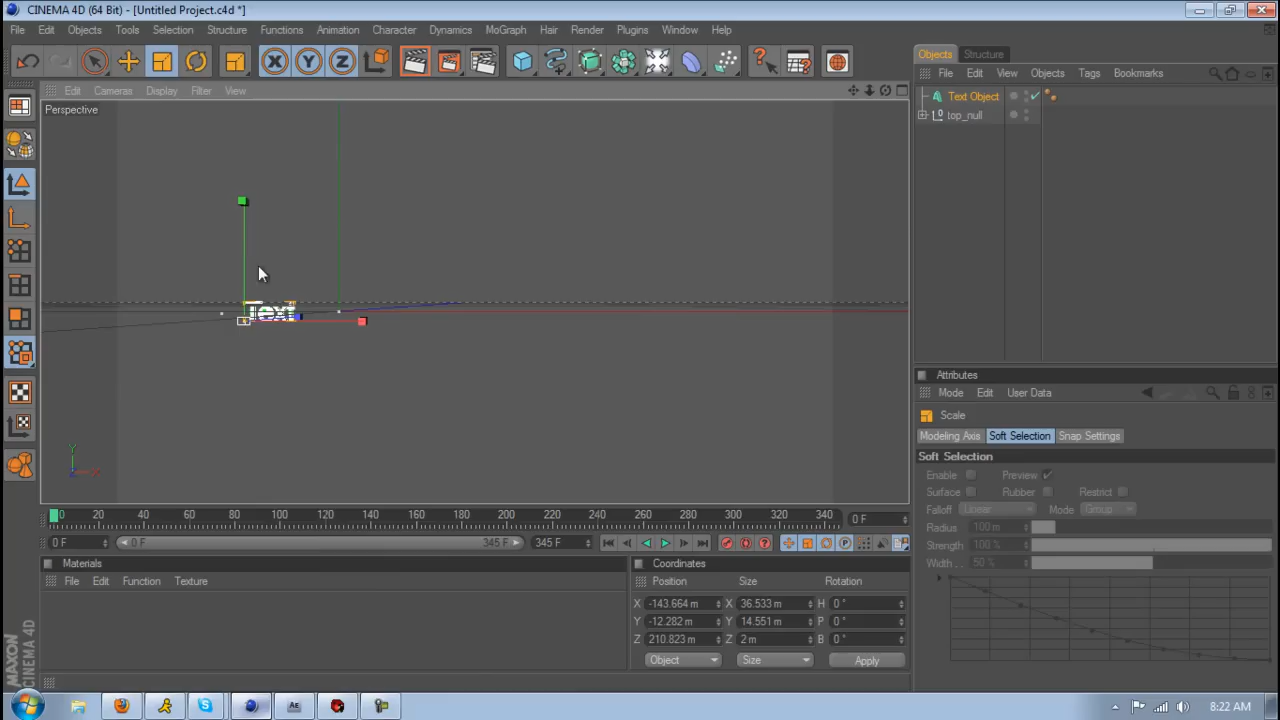 CINEMA 4D (64 Bit) - [Untitled Project.c4d *]
File Edit Objects Tools Selection Structure Functions Animation Character Dynamics MoGraph Hair Render Plugins Window Help
Objects Structure
File Edit View Objects Tags Bookmarks
Edit Cameras Display Filter View
Perspective
Text Object
top_null
Text
Y
X
Attributes
Mode Edit User Data
Scale
Modeling Axis Soft Selection Snap Settings
Soft Selection
Enable Preview
Surface Rubber Restrict
Falloff Linear Mode Group
Radius 100 m
Strength 100 %
Width . . 50 %
0 20 40 60 80 100 120 140 160 180 200 220 240 260 280 300 320 340 0 F
0 F 0 F 345 F 345 F
Materials
File Edit Function Texture
Coordinates
Position Size Rotation
X -143.664 m X 36.533 m H 0 °
Y -12.282 m Y 14.551 m P 0 °
Z 210.823 m Z 2 m B 0 °
Object Size Apply
MAXON
CINEMA 4D
AE
8:22 AM